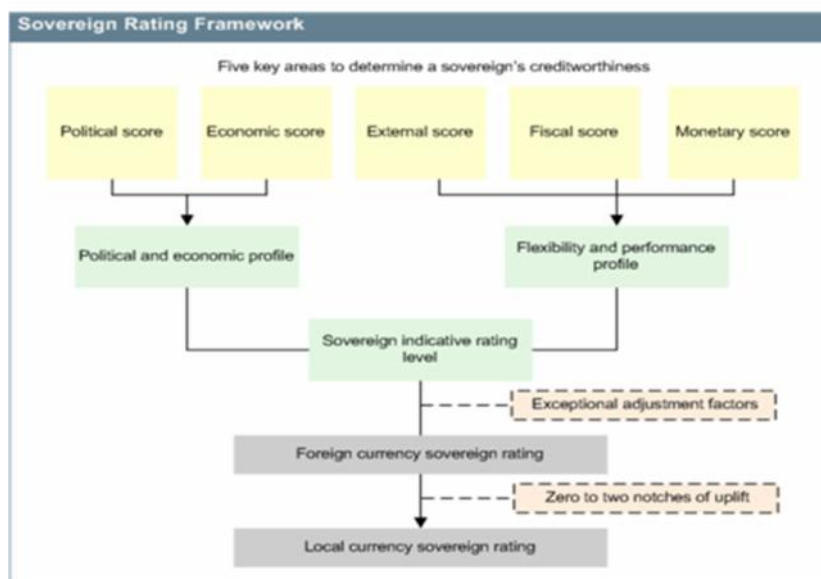 Sovereign Rating Framework
Five key areas to determine a sovereign's creditworthiness
Political score
Economic score
External score
Fiscal score
Monetary score
Political and economic profile
Flexibility and performance
profile
Sovereign indicative rating
level
Exceptional adjustment factors
Foreign currency sovereign rating
Zero to two notches of uplift
Local currency sovereign rating